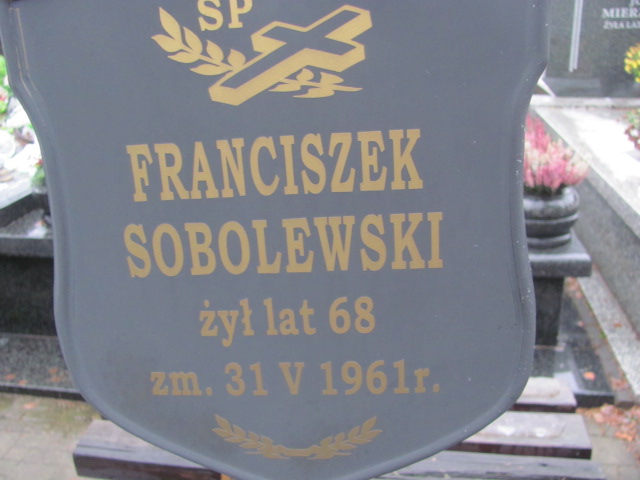 SP
FRANCISZEK
SOBOLEWSKI
żył lat 68
zm. 31 V 1961r.